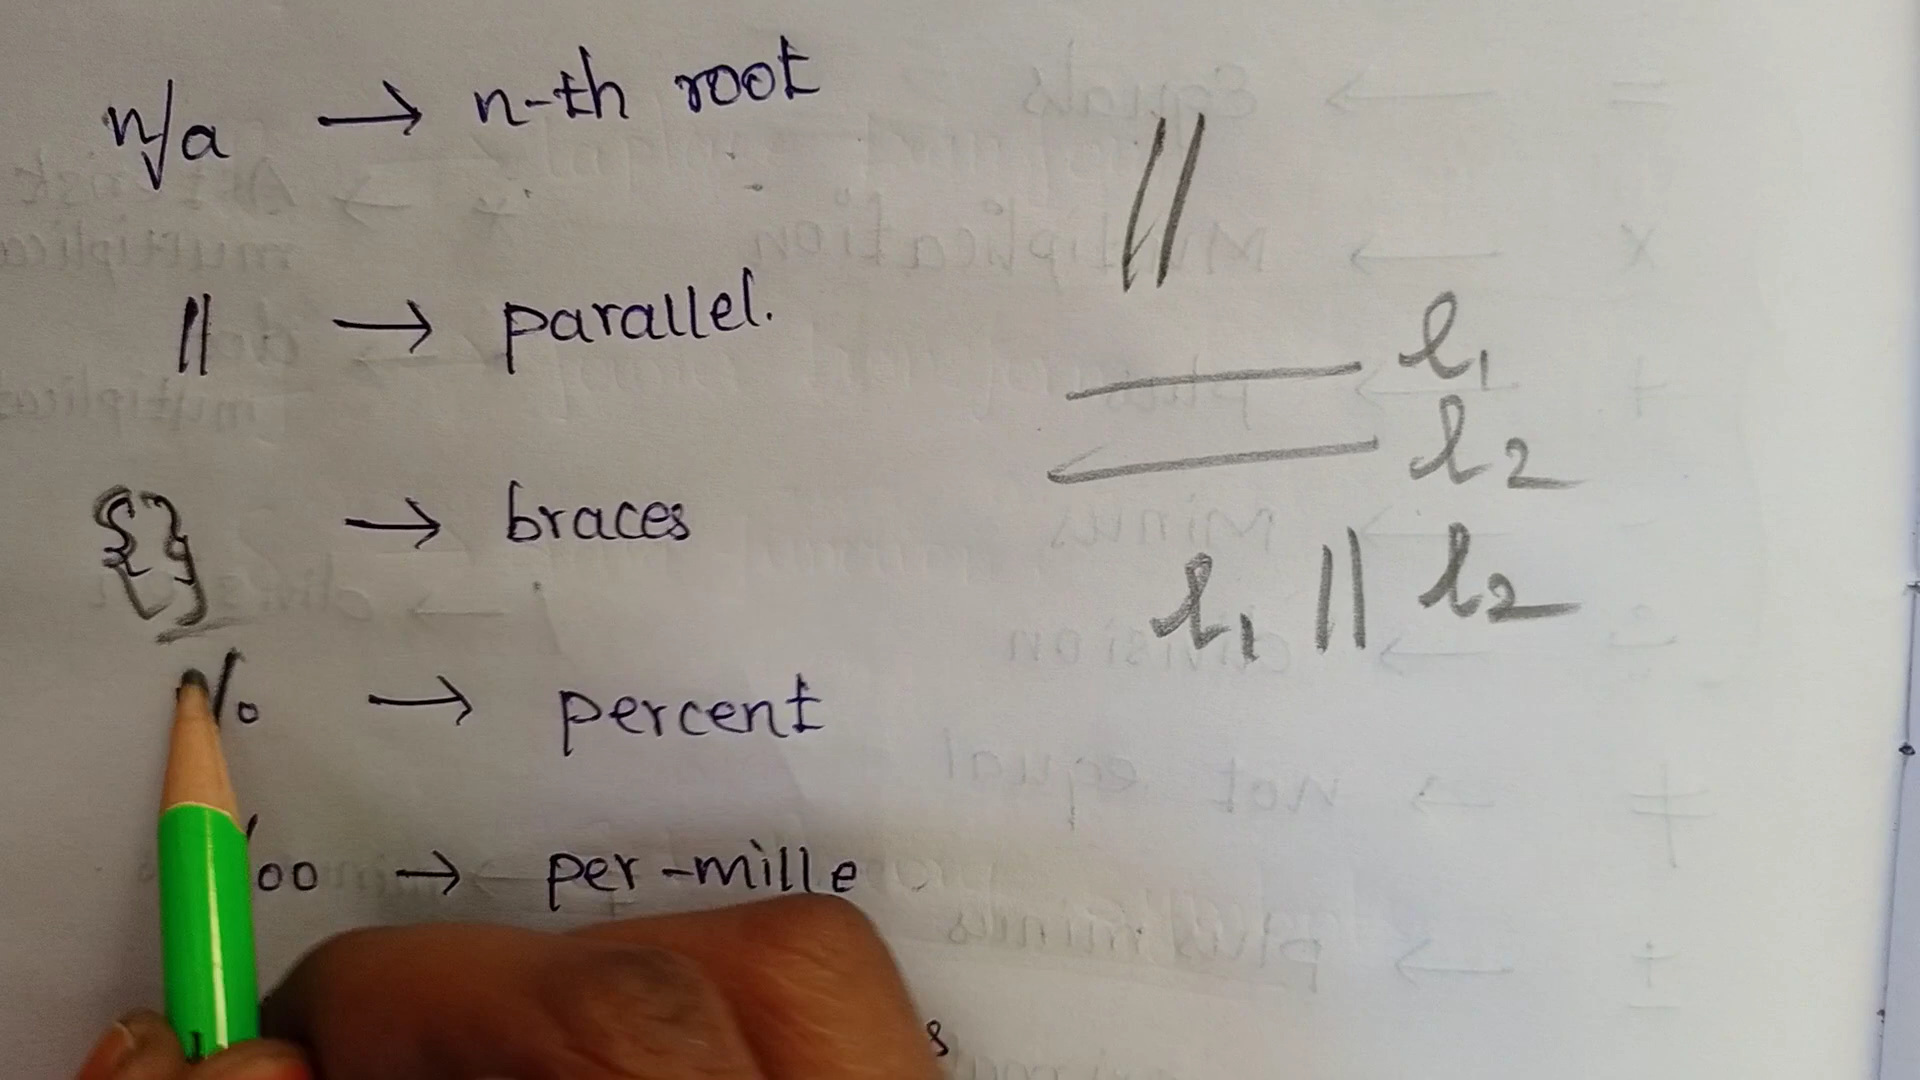 ⁿ√a → n-th root
|| → parallel.
{ } → braces
% → percent
‰ → per-mille
s
||
l₁
l₂
l₁ || l₂